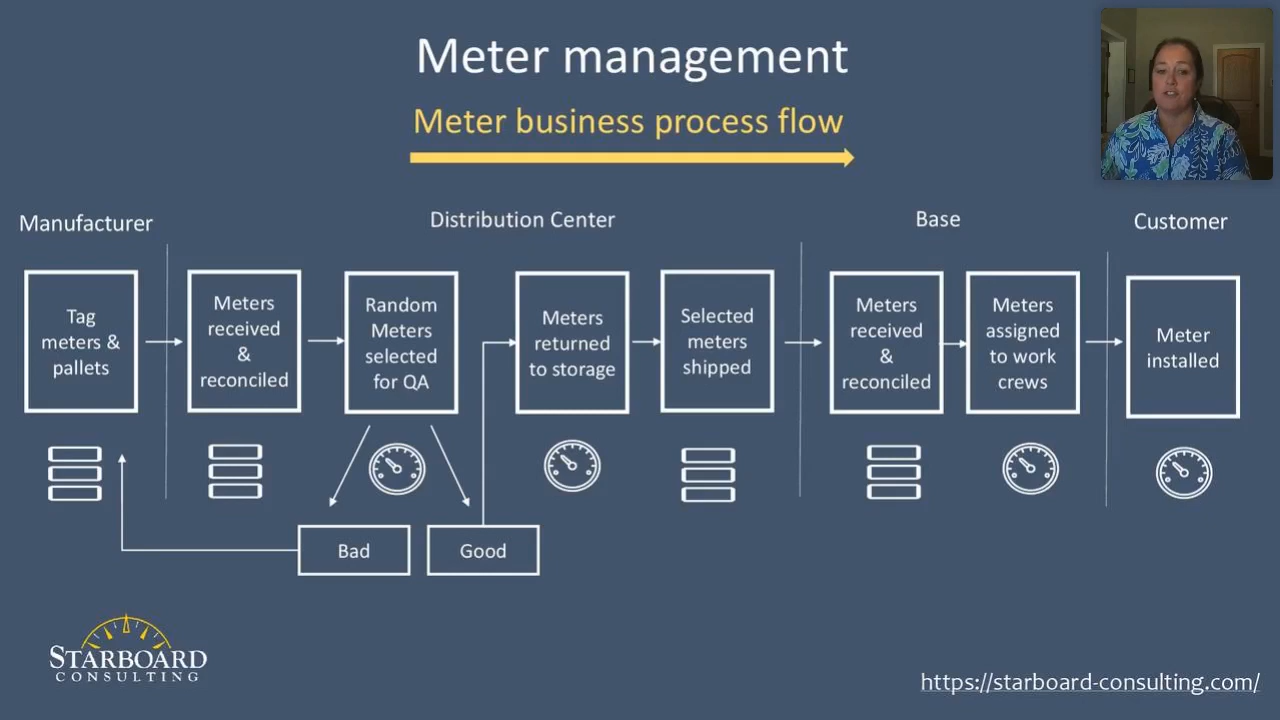 Meter management
Meter business process flow
Manufacturer
Distribution Center
Base
Customer
Tag
meters &
pallets
Meters
received
&
reconciled
Random
Meters
selected
for QA
Meters
returned
to storage
Selected
meters
shipped
Meters
received
&
reconciled
Meters
assigned
to work
crews
Meter
installed
Bad
Good
STARBOARD
CONSULTING
https://starboard-consulting.com/